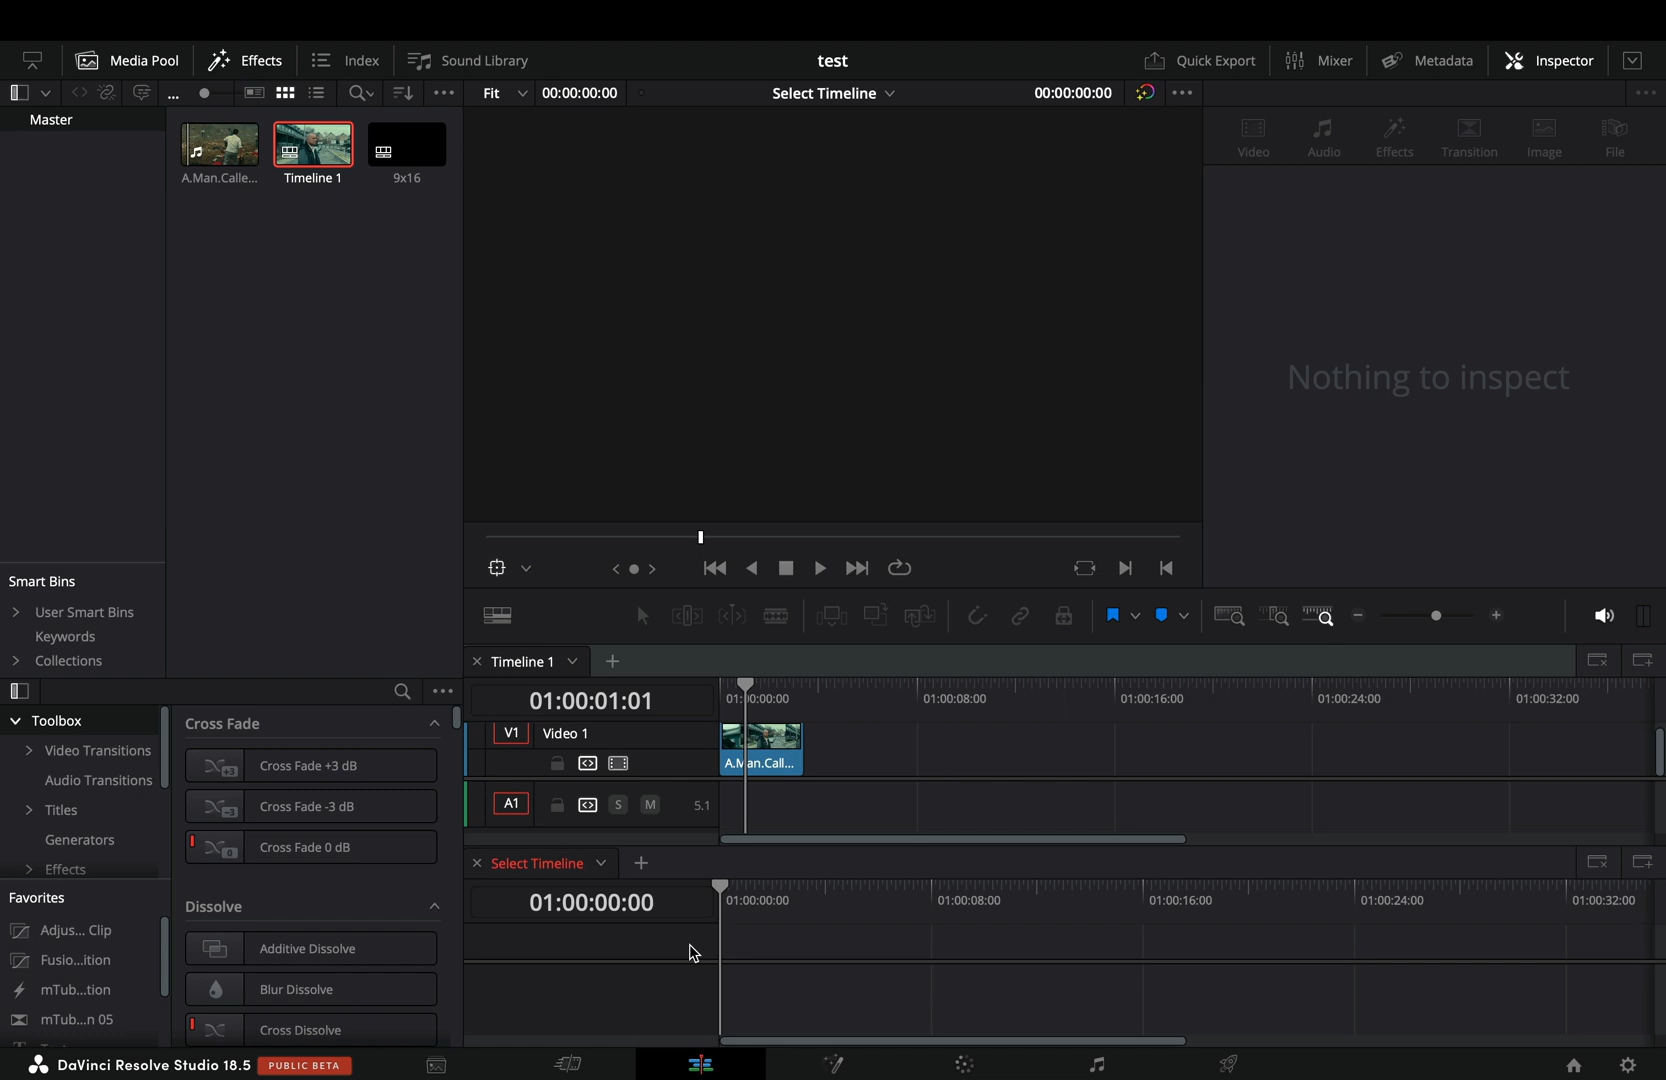 Media Pool Effects Index Sound Library test Quick Export Mixer Metadata Inspector
... Fit 00:00:00:00 Select Timeline 00:00:00:00
Master
A.Man.Calle... Timeline 1 9x16
Video Audio Effects Transition Image File
Nothing to inspect
Smart Bins
User Smart Bins
Keywords
Collections
Timeline 1
01:00:01:01 01:00:00:00 01:00:08:00 01:00:16:00 01:00:24:00 01:00:32:00
V1 Video 1
A.Man.Call...
A1 S M 5.1
Toolbox
Video Transitions
Audio Transitions
Titles
Generators
Effects
Cross Fade
+3 Cross Fade +3 dB
-3 Cross Fade -3 dB
0 Cross Fade 0 dB
Select Timeline
01:00:00:00 01:00:00:00 01:00:08:00 01:00:16:00 01:00:24:00 01:00:32:00
Favorites
Adjus... Clip
Fusio...ition
mTub...tion
mTub...n 05
Dissolve
Additive Dissolve
Blur Dissolve
Cross Dissolve
DaVinci Resolve Studio 18.5 PUBLIC BETA